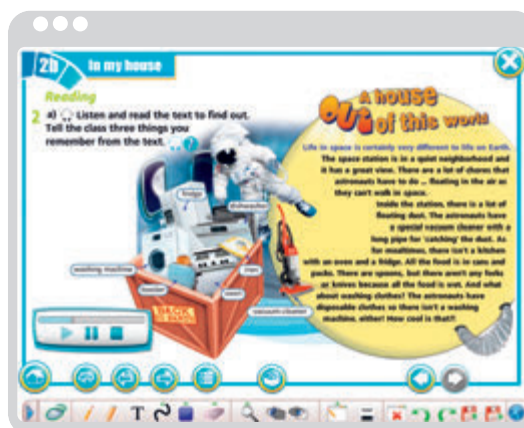 2b In my house
Reading
2 a) Listen and read the text to find out.
Tell the class three things you
remember from the text.
A house
OUT of this world
Life in space is certainly very different to life on Earth.
The space station is in a quiet neighborhood and
it has a great view. There are a lot of chores that
astronauts have to do ... floating in the air as
they can't walk in space.
Inside the station, there is a lot of
floating dust. The astronauts have
a special vacuum cleaner with a
long pipe for 'catching' the dust. As
for mealtimes, there isn't a kitchen
with an oven and a fridge. All the food is in cans and
packs. There are spoons, but there aren't any forks
or knives because all the food is wet. And what
about washing clothes? The astronauts have
disposable clothes so there isn't a washing
machine, either! How cool is that?!
fridge
dishwasher
washing machine
iron
toaster
vacuum cleaner
T